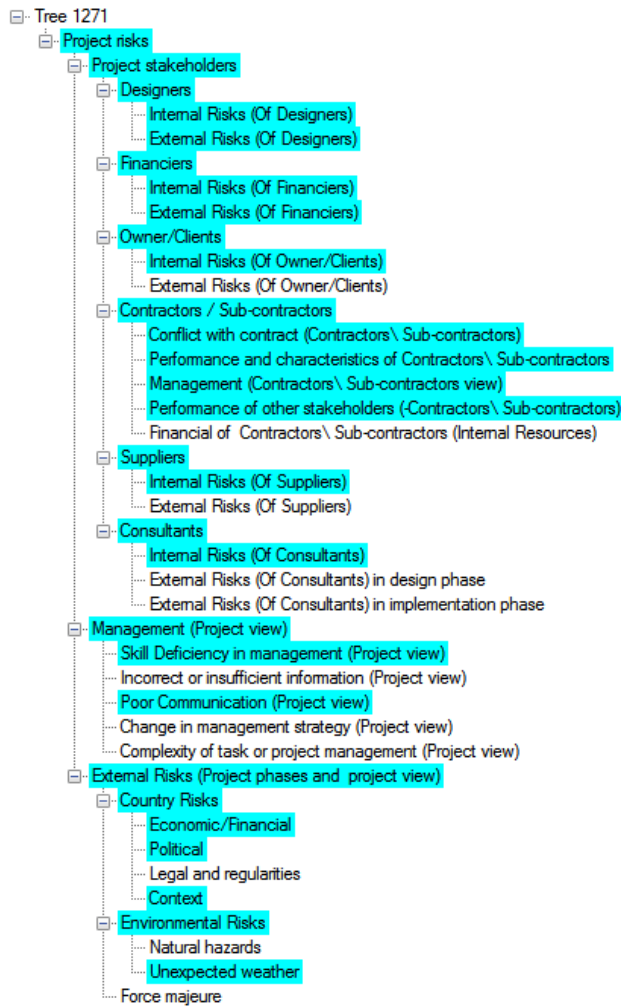 Tree 1271
Project risks
Project stakeholders
Designers
Internal Risks (Of Designers)
External Risks (Of Designers)
Financiers
Internal Risks (Of Financiers)
External Risks (Of Financiers)
Owner/Clients
Internal Risks (Of Owner/Clients)
External Risks (Of Owner/Clients)
Contractors / Sub-contractors
Conflict with contract (Contractors\ Sub-contractors)
Performance and characteristics of Contractors\ Sub-contractors
Management (Contractors\ Sub-contractors view)
Performance of other stakeholders (-Contractors\ Sub-contractors)
Financial of Contractors\ Sub-contractors (Internal Resources)
Suppliers
Internal Risks (Of Suppliers)
External Risks (Of Suppliers)
Consultants
Internal Risks (Of Consultants)
External Risks (Of Consultants) in design phase
External Risks (Of Consultants) in implementation phase
Management (Project view)
Skill Deficiency in management (Project view)
Incorrect or insufficient information (Project view)
Poor Communication (Project view)
Change in management strategy (Project view)
Complexity of task or project management (Project view)
External Risks (Project phases and project view)
Country Risks
Economic/Financial
Political
Legal and regularities
Context
Environmental Risks
Natural hazards
Unexpected weather
Force majeure